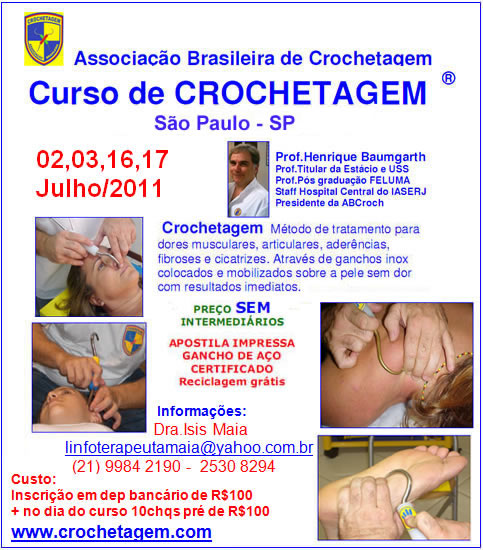 CROCHETAGEM
Associação Brasileira de Crochetagem
Curso de CROCHETAGEM ®
São Paulo - SP
02,03,16,17
Julho/2011
Prof.Henrique Baumgarth
Prof.Titular da Estácio e USS
Prof.Pós graduação FELUMA
Staff Hospital Central do IASERJ
Presidente da ABCroch
Crochetagem Método de tratamento para
dores musculares, articulares, aderências,
fibroses e cicatrizes. Através de ganchos inox
colocados e mobilizados sobre a pele sem dor
com resultados imediatos.
PREÇO SEM
INTERMEDIÁRIOS
APOSTILA IMPRESSA
GANCHO DE AÇO
CERTIFICADO
Reciclagem grátis
Informações:
Dra.Isis Maia
linfoterapeutamaia@yahoo.com.br
(21) 9984 2190 - 2530 8294
Custo:
Inscrição em dep bancário de R$100
+ no dia do curso 10chqs pré de R$100
www.crochetagem.com